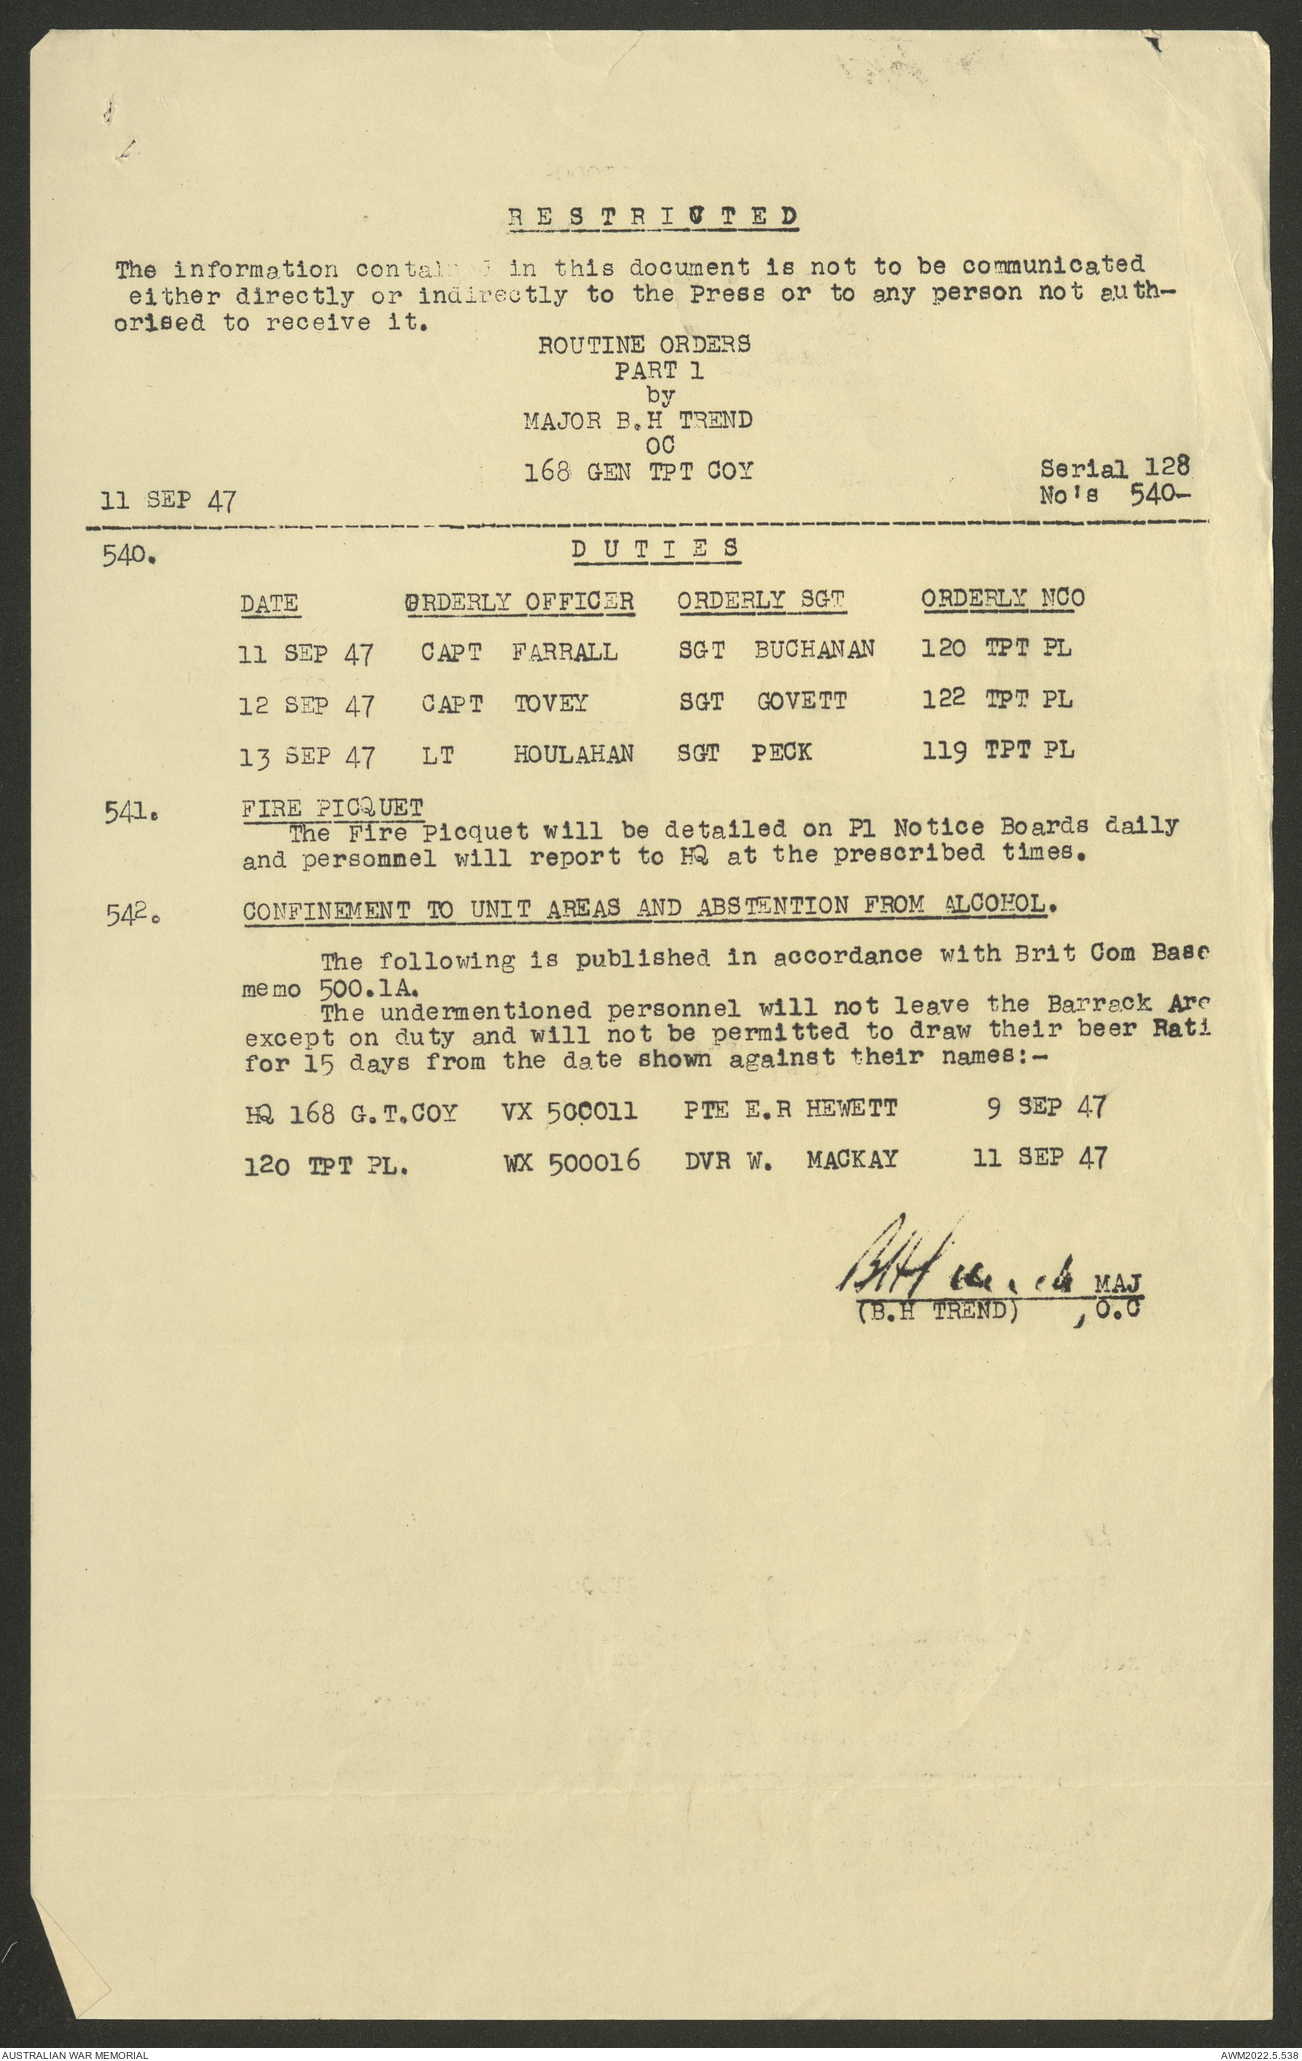 RESTRICTED
The information contained in this document is not to be communicated
either directly or indirectly to the Press or to any person not auth-
orised to receive it.
ROUTINE ORDERS
PART 1
by
MAJOR B.H TREND
OC
168 GEN TPT COY
Serial 128
11 SEP 47 No's 540-
540. DUTIES
DATE ORDERLY OFFICER ORDERLY SGT ORDERLY NCO
11 SEP 47 CAPT FARRALL SGT BUCHANAN 120 TPT PL
12 SEP 47 CAPT TOVEY SGT GOVETT 122 TPT PL
13 SEP 47 LT HOULAHAN SGT PECK 119 TPT PL
541. FIRE PICQUET
The Fire Picquet will be detailed on Pl Notice Boards daily
and personnel will report to HQ at the prescribed times.
542. CONFINEMENT TO UNIT AREAS AND ABSTENTION FROM ALCOHOL.
The following is published in accordance with Brit Com Base
memo 500.1A.
The undermentioned personnel will not leave the Barrack Are
except on duty and will not be permitted to draw their beer Rati
for 15 days from the date shown against their names:-
HQ 168 G.T.COY VX 500011 PTE E.R HEWETT 9 SEP 47
120 TPT PL. WX 500016 DVR W. MACKAY 11 SEP 47
MAJ
(B.H TREND) , O.C
AUSTRALIAN WAR MEMORIAL AWM2022.5.538